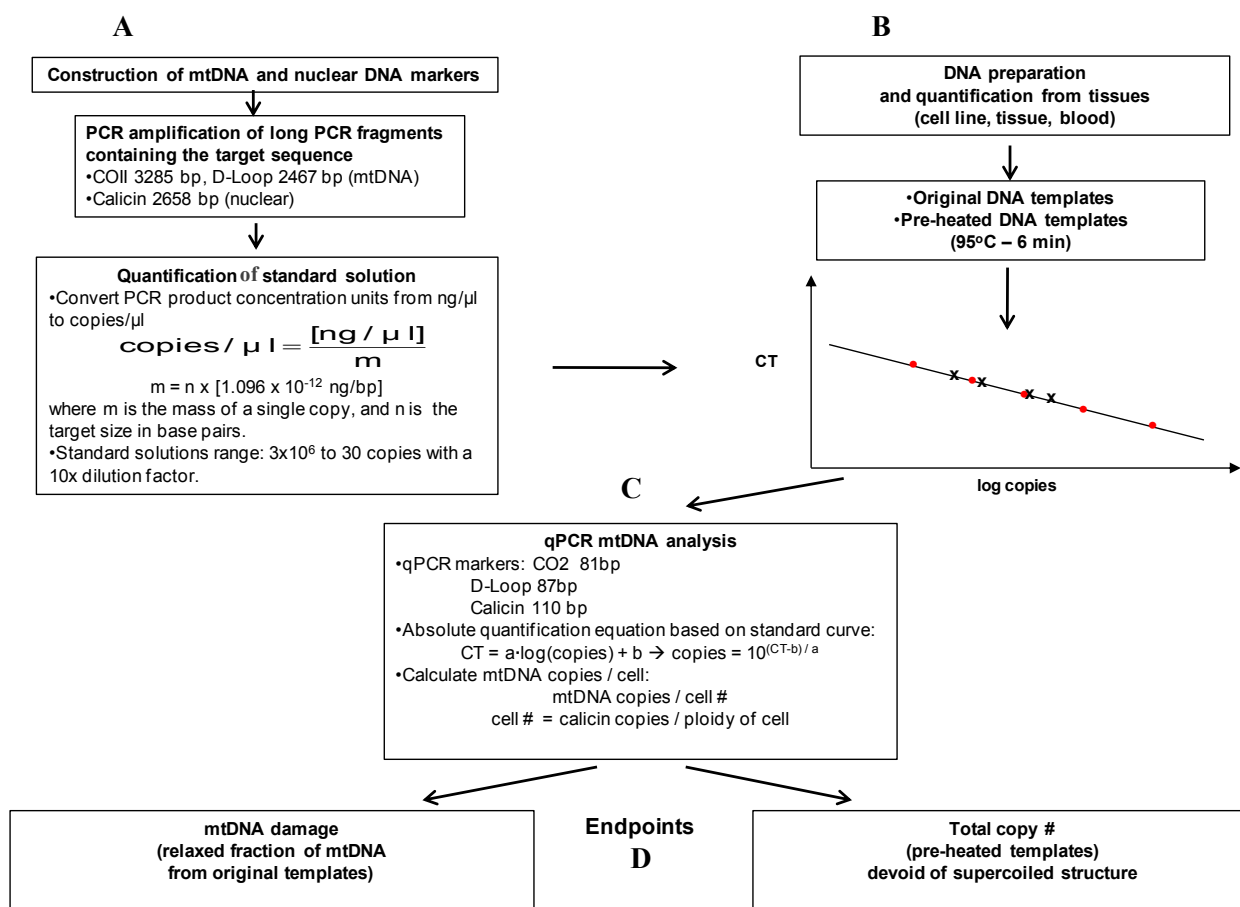 A
Construction of mtDNA and nuclear DNA markers
PCR amplification of long PCR fragments
containing the target sequence
•COII 3285 bp, D-Loop 2467 bp (mtDNA)
•Calicin 2658 bp (nuclear)
Quantification of standard solution
•Convert PCR product concentration units from ng/µl
to copies/µl
copies/ µ l = [ng / µ l] / m
m = n x [1.096 x 10⁻¹² ng/bp]
where m is the mass of a single copy, and n is the
target size in base pairs.
•Standard solutions range: 3x10⁶ to 30 copies with a
10x dilution factor.
B
DNA preparation
and quantification from tissues
(cell line, tissue, blood)
•Original DNA templates
•Pre-heated DNA templates
(95ºC – 6 min)
CT
x x x x
log copies
C
qPCR mtDNA analysis
•qPCR markers: CO2 81bp
D-Loop 87bp
Calicin 110 bp
•Absolute quantification equation based on standard curve:
CT = a·log(copies) + b → copies = 10⁽ᶜᵀ⁻ᵇ⁾ ᐟ ᵃ
•Calculate mtDNA copies / cell:
mtDNA copies / cell #
cell # = calicin copies / ploidy of cell
mtDNA damage
(relaxed fraction of mtDNA
from original templates)
Endpoints
D
Total copy #
(pre-heated templates)
devoid of supercoiled structure